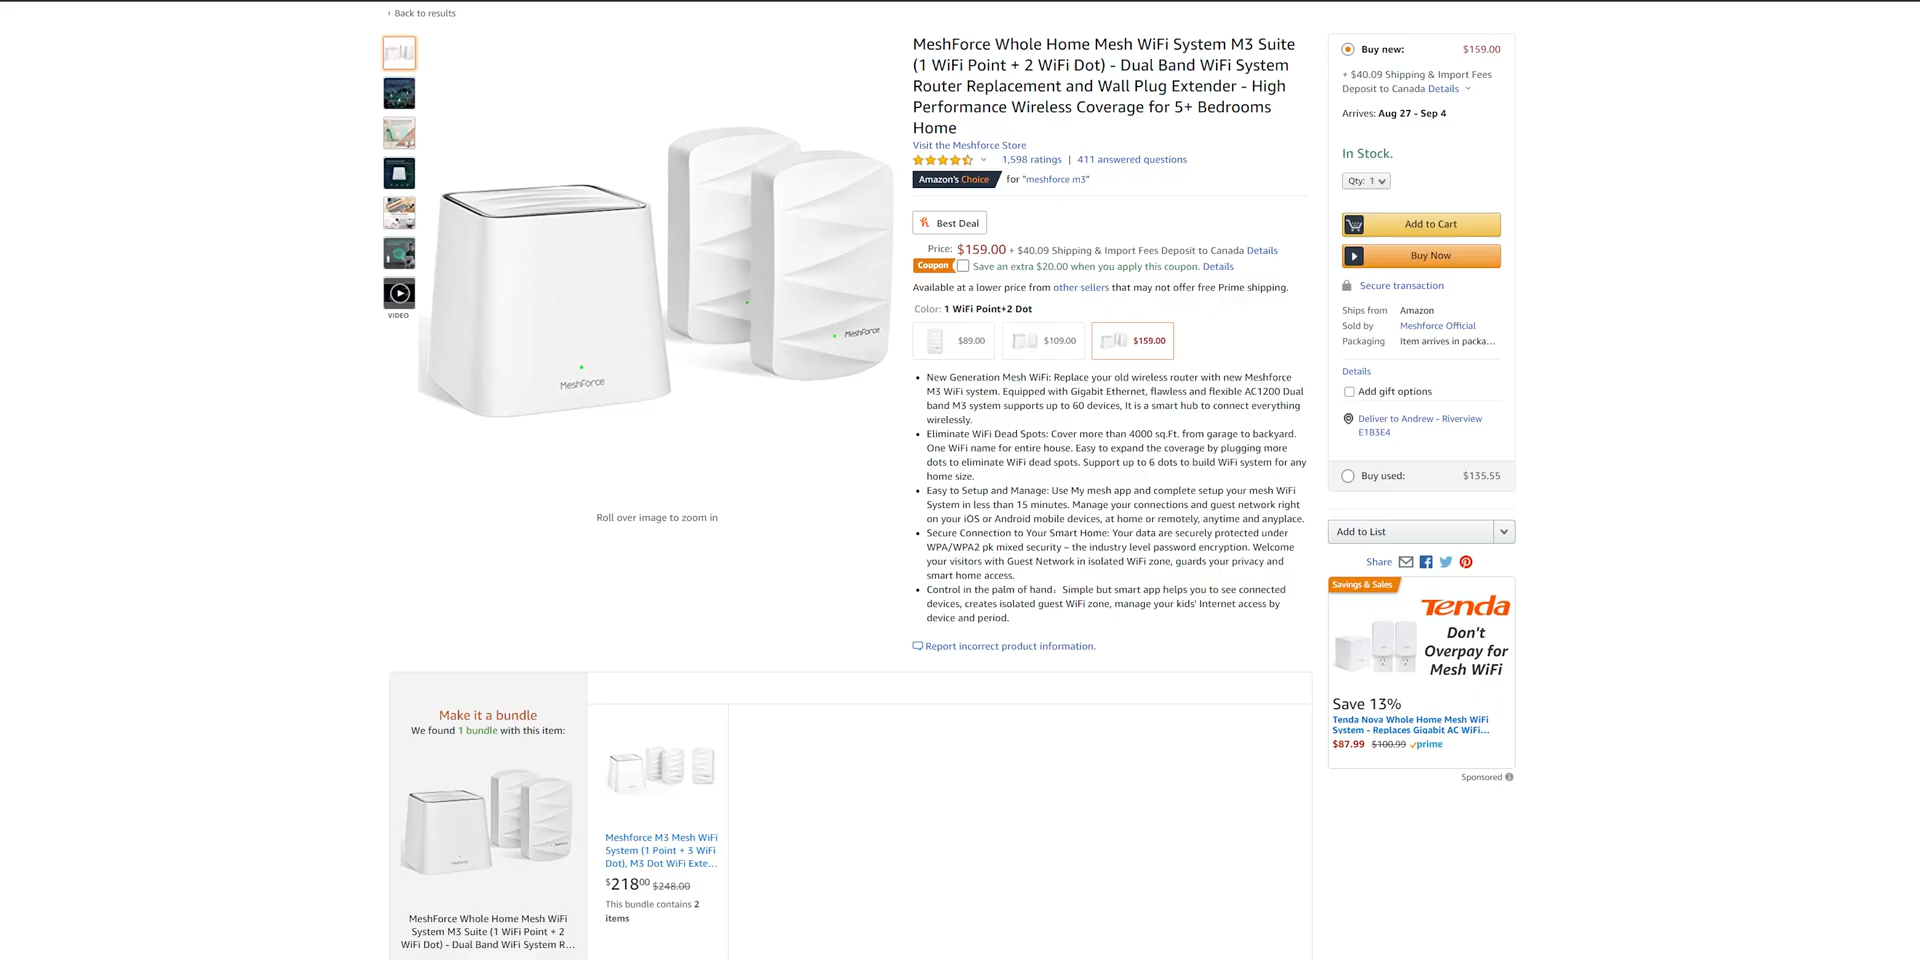 ‹ Back to results
VIDEO
MeshForce
MeshForce
Roll over image to zoom in
MeshForce Whole Home Mesh WiFi System M3 Suite
(1 WiFi Point + 2 WiFi Dot) - Dual Band WiFi System
Router Replacement and Wall Plug Extender - High
Performance Wireless Coverage for 5+ Bedrooms
Home
Visit the Meshforce Store
1,598 ratings | 411 answered questions
Amazon's Choice for "meshforce m3"
Best Deal
Price: $159.00 + $40.09 Shipping & Import Fees Deposit to Canada Details
Coupon Save an extra $20.00 when you apply this coupon. Details
Available at a lower price from other sellers that may not offer free Prime shipping.
Color: 1 WiFi Point+2 Dot
$89.00 $109.00 $159.00
• New Generation Mesh WiFi: Replace your old wireless router with new Meshforce
M3 WiFi system. Equipped with Gigabit Ethernet, flawless and flexible AC1200 Dual
band M3 system supports up to 60 devices, It is a smart hub to connect everything
wirelessly.
• Eliminate WiFi Dead Spots: Cover more than 4000 sq.Ft. from garage to backyard.
One WiFi name for entire house. Easy to expand the coverage by plugging more
dots to eliminate WiFi dead spots. Support up to 6 dots to build WiFi system for any
home size.
• Easy to Setup and Manage: Use My mesh app and complete setup your mesh WiFi
System in less than 15 minutes. Manage your connections and guest network right
on your iOS or Android mobile devices, at home or remotely, anytime and anyplace.
• Secure Connection to Your Smart Home: Your data are securely protected under
WPA/WPA2 pk mixed security – the industry level password encryption. Welcome
your visitors with Guest Network in isolated WiFi zone, guards your privacy and
smart home access.
• Control in the palm of hand：Simple but smart app helps you to see connected
devices, creates isolated guest WiFi zone, manage your kids' Internet access by
device and period.
Report incorrect product information.
Buy new: $159.00
+ $40.09 Shipping & Import Fees
Deposit to Canada Details
Arrives: Aug 27 - Sep 4
In Stock.
Qty: 1
Add to Cart
Buy Now
Secure transaction
Ships from Amazon
Sold by Meshforce Official
Packaging Item arrives in packa…
Details
Add gift options
Deliver to Andrew - Riverview
E1B3E4
Buy used: $135.55
Add to List
Share
Savings & Sales
Tenda
Don't
Overpay for
Mesh WiFi
Save 13%
Tenda Nova Whole Home Mesh WiFi
System - Replaces Gigabit AC WiFi...
$87.99 $100.99 prime
Sponsored
Make it a bundle
We found 1 bundle with this item:
MeshForce Whole Home Mesh WiFi
System M3 Suite (1 WiFi Point + 2
WiFi Dot) - Dual Band WiFi System R…
Meshforce M3 Mesh WiFi
System (1 Point + 3 WiFi
Dot), M3 Dot WiFi Exte…
$21800 $248.00
This bundle contains 2
items